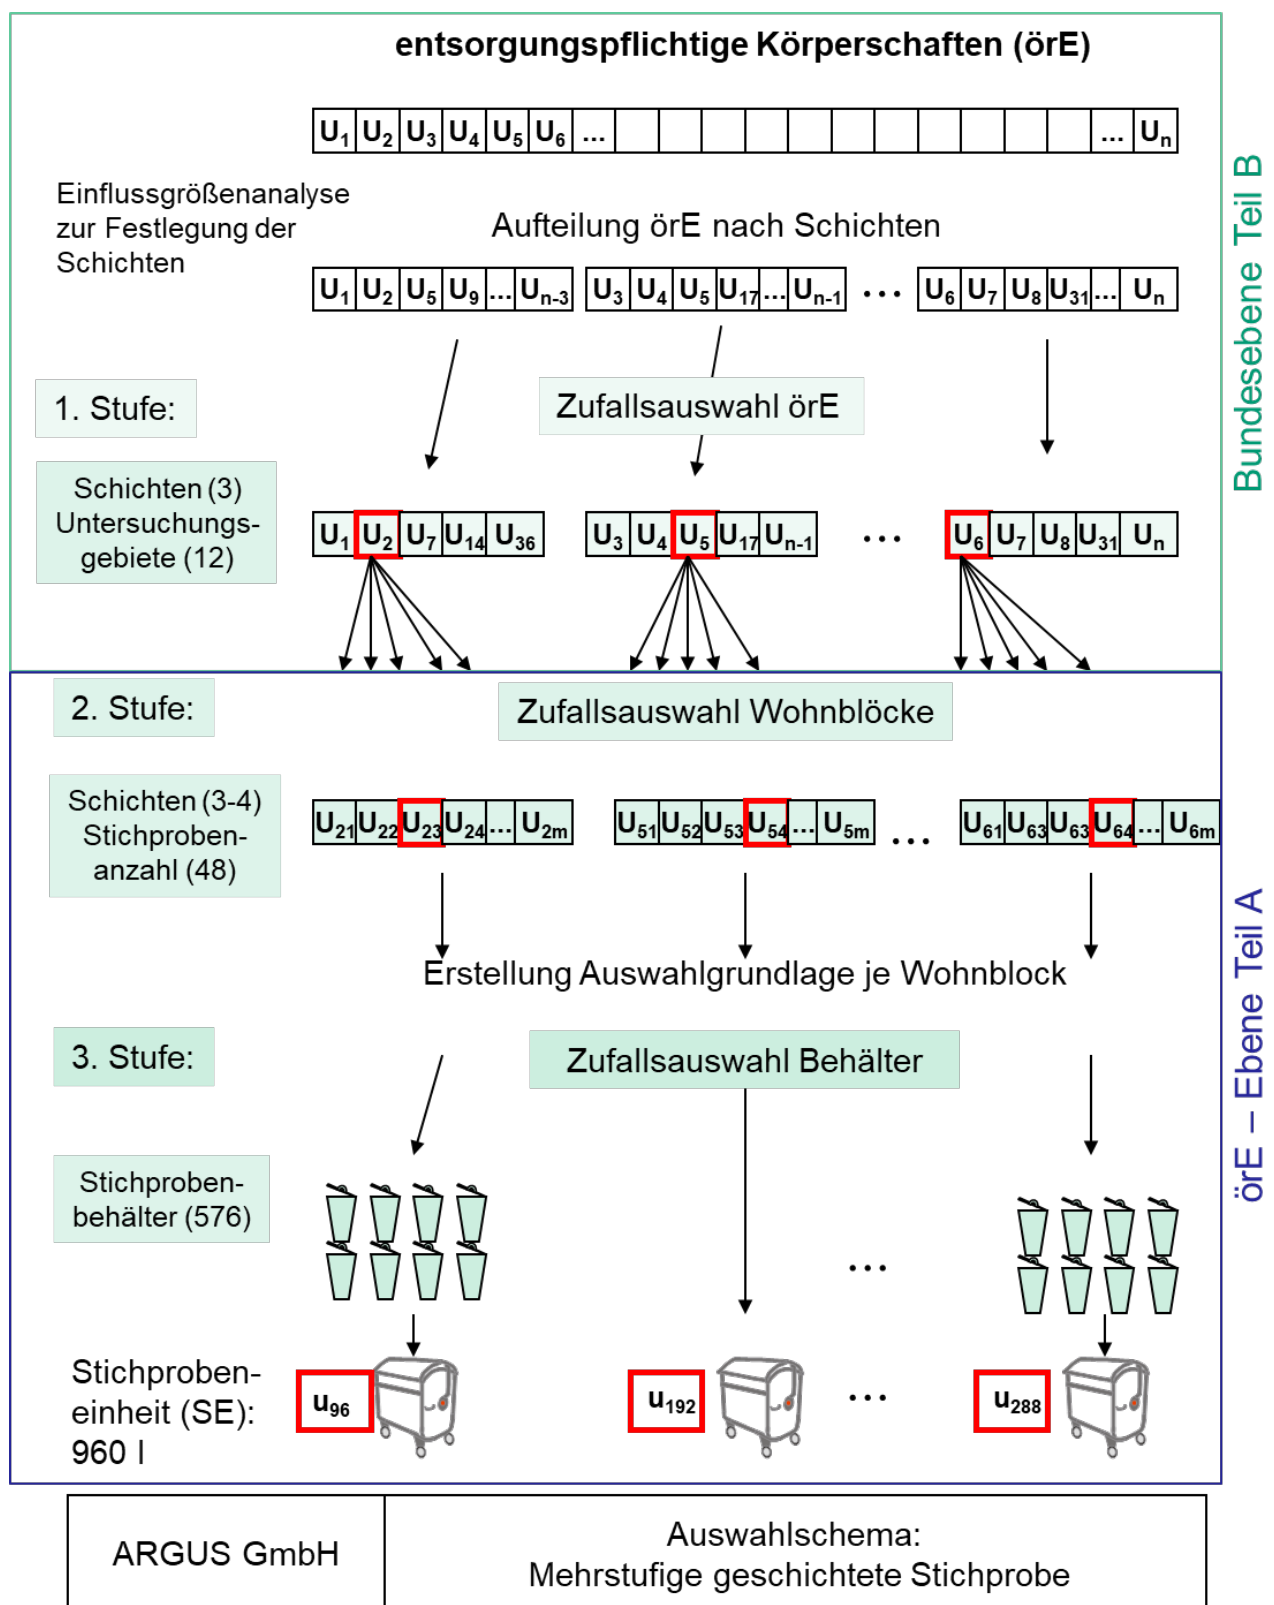 entsorgungspflichtige Körperschaften (örE)
U1 U2 U3 U4 U5 U6 ... ... Un
Einflussgrößenanalyse
zur Festlegung der
Schichten
Aufteilung örE nach Schichten
U1 U2 U5 U9 ... Un-3 U3 U4 U5 U17 ... Un-1 ... U6 U7 U8 U31 ... Un
1. Stufe:
Zufallsauswahl örE
Schichten (3)
Untersuchungs-
gebiete (12)
U1 U2 U7 U14 U36 U3 U4 U5 U17 Un-1 ... U6 U7 U8 U31 Un
Bundesebene Teil B
2. Stufe:
Zufallsauswahl Wohnblöcke
Schichten (3-4)
Stichproben-
anzahl (48)
U21 U22 U23 U24 ... U2m U51 U52 U53 U54 ... U5m ... U61 U63 U63 U64 ... U6m
Erstellung Auswahlgrundlage je Wohnblock
3. Stufe:
Zufallsauswahl Behälter
Stichproben-
behälter (576)
...
Stichproben-
einheit (SE):
960 l
u96 u192 ... u288
örE – Ebene Teil A
ARGUS GmbH
Auswahlschema:
Mehrstufige geschichtete Stichprobe